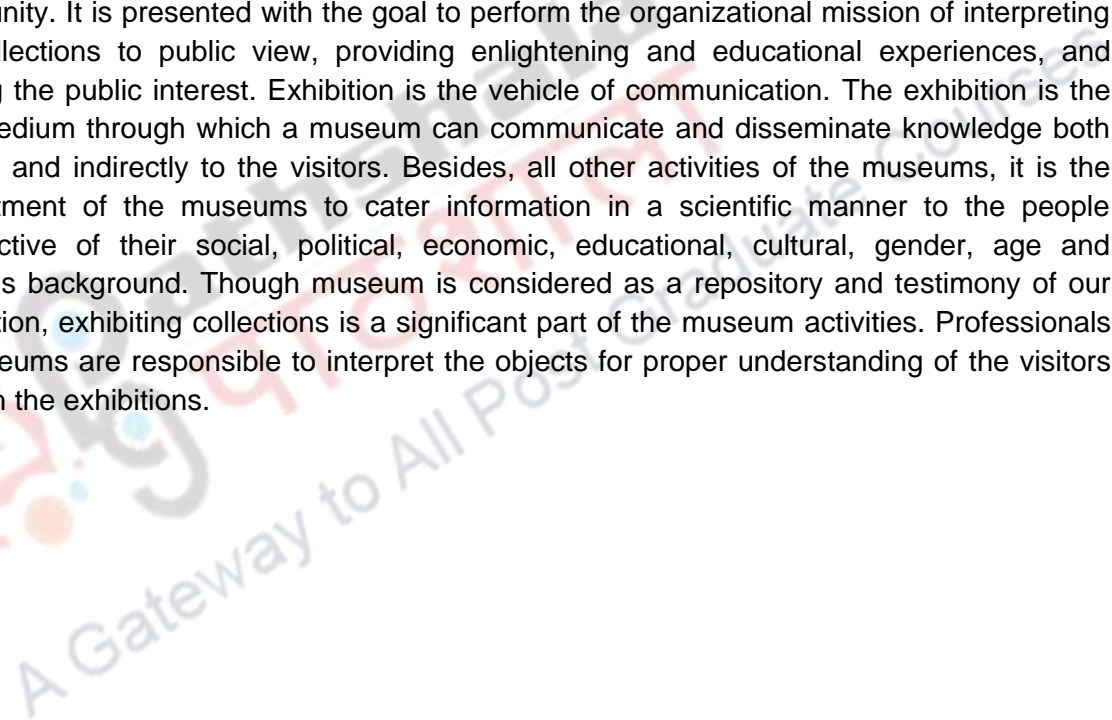 unity. It is presented with the goal to perform the organizational mission of interpreting
llections to public view, providing enlightening and educational experiences, and
g the public interest. Exhibition is the vehicle of communication. The exhibition is the
edium through which a museum can communicate and disseminate knowledge both
and indirectly to the visitors. Besides, all other activities of the museums, it is the
tment of the museums to cater information in a scientific manner to the people
ctive of their social, political, economic, educational, cultural, gender, age and
s background. Though museum is considered as a repository and testimony of our
tion, exhibiting collections is a significant part of the museum activities. Professionals
eums are responsible to interpret the objects for proper understanding of the visitors
the exhibitions.
athshala
पाठशाला
A Gateway to All Post Graduate Courses